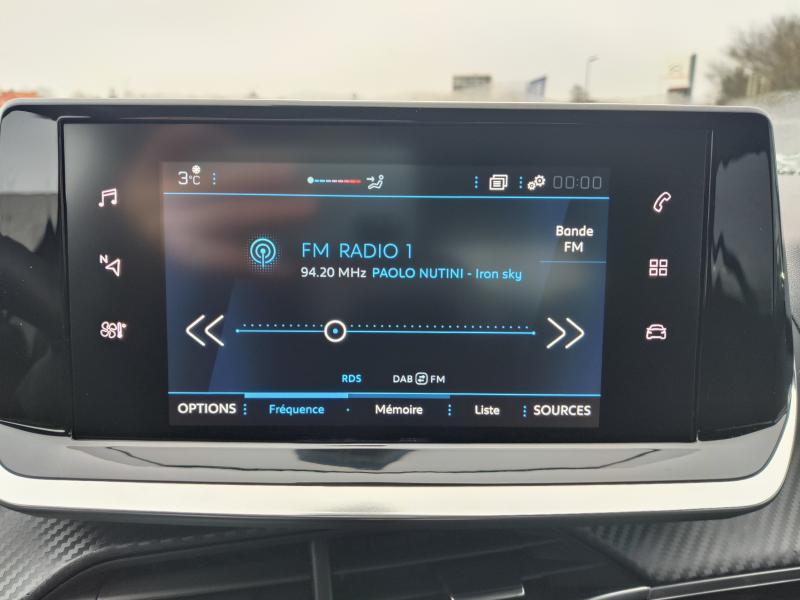 3°C 00:00
Bande
FM
FM RADIO 1
94.20 MHz PAOLO NUTINI - Iron sky
N
RDS DAB FM
OPTIONS Fréquence Mémoire Liste SOURCES